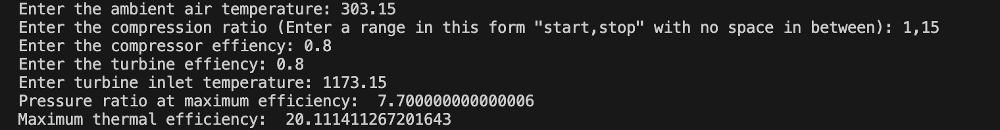 Enter the ambient air temperature: 303.15
Enter the compression ratio (Enter a range in this form "start,stop" with no space in between): 1,15
Enter the compressor effiency: 0.8
Enter the turbine effiency: 0.8
Enter turbine inlet temperature: 1173.15
Pressure ratio at maximum efficiency:  7.700000000000006
Maximum thermal efficiency:  20.111411267201643